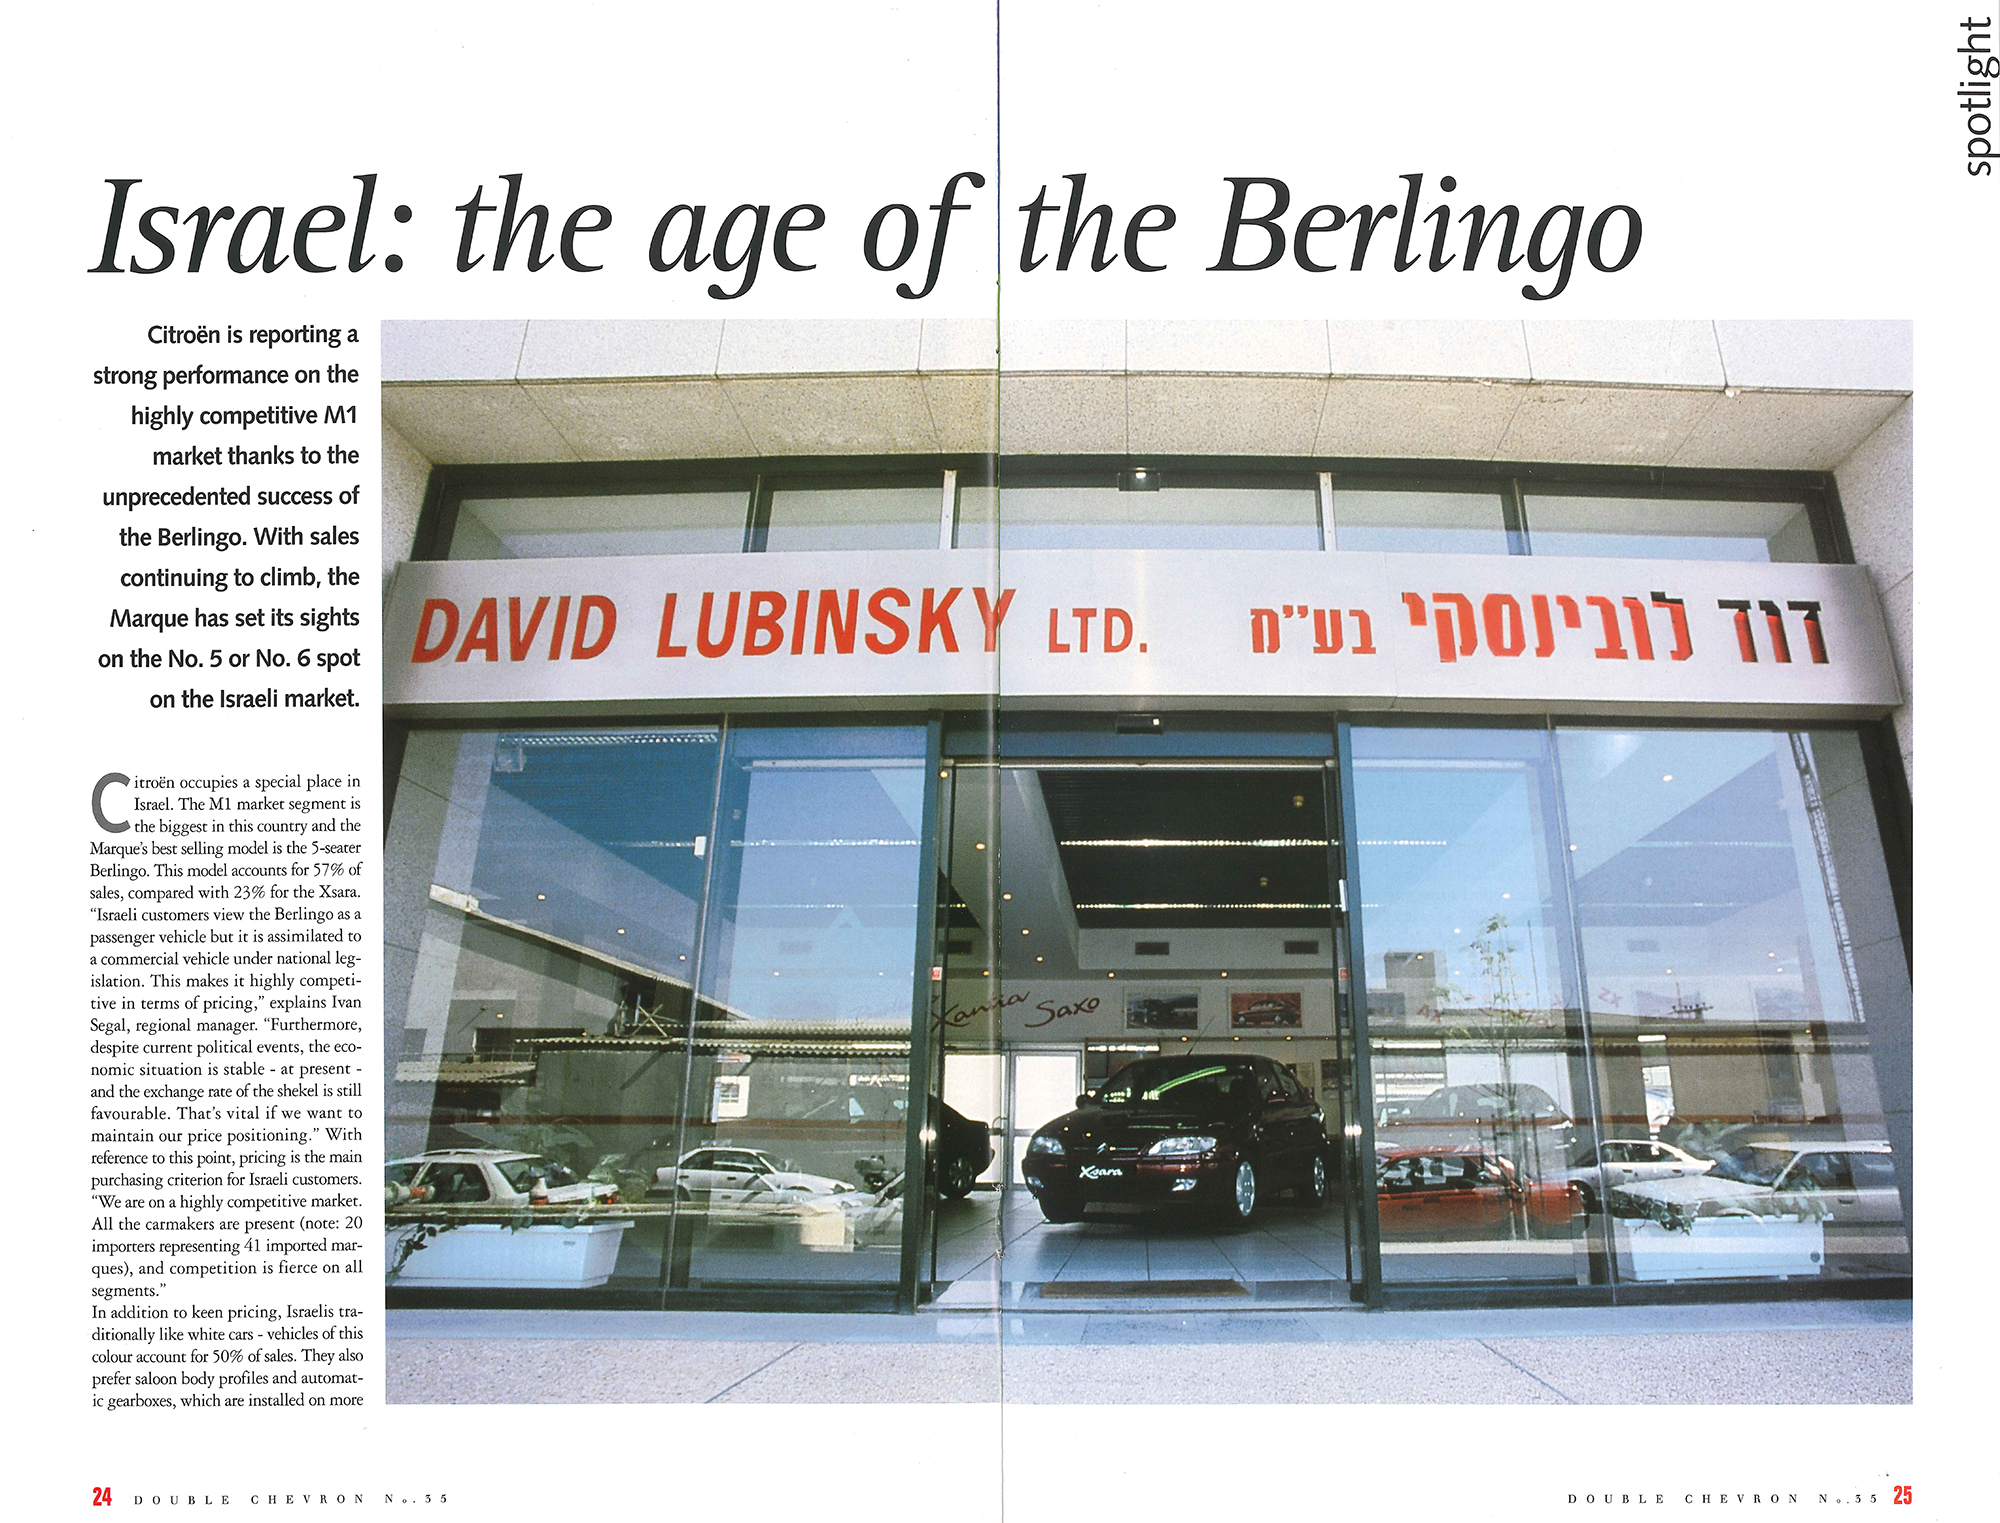 spotlight
Israel: the age of the Berlingo
Citroën is reporting a
strong performance on the
highly competitive M1
market thanks to the
unprecedented success of
the Berlingo. With sales
continuing to climb, the
Marque has set its sights
on the No. 5 or No. 6 spot
on the Israeli market.
Citroën occupies a special place in
Israel. The M1 market segment is
the biggest in this country and the
Marque's best selling model is the 5-seater
Berlingo. This model accounts for 57% of
sales, compared with 23% for the Xsara.
“Israeli customers view the Berlingo as a
passenger vehicle but it is assimilated to
a commercial vehicle under national leg-
islation. This makes it highly competi-
tive in terms of pricing,” explains Ivan
Segal, regional manager. “Furthermore,
despite current political events, the eco-
nomic situation is stable - at present -
and the exchange rate of the shekel is still
favourable. That's vital if we want to
maintain our price positioning.” With
reference to this point, pricing is the main
purchasing criterion for Israeli customers.
“We are on a highly competitive market.
All the carmakers are present (note: 20
importers representing 41 imported mar-
ques), and competition is fierce on all
segments.”
In addition to keen pricing, Israelis tra-
ditionally like white cars - vehicles of this
colour account for 50% of sales. They also
prefer saloon body profiles and automat-
ic gearboxes, which are installed on more
DAVID LUBINSKY LTD.
דוד לובינסקי בע"מ
Xantia
Saxo
ZX
Xsara
24 DOUBLE CHEVRON No.35
DOUBLE CHEVRON No.35 25